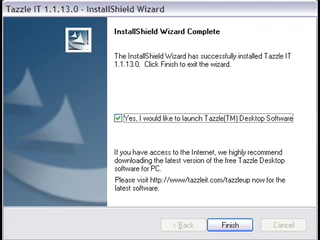 Tazzle IT 1.1.13.0 - InstallShield Wizard
InstallShield Wizard Complete
The InstallShield Wizard has successfully installed Tazzle IT
1.1.13.0. Click Finish to exit the wizard.
Yes, I would like to launch Tazzle(TM) Desktop Software
If you have access to the Internet, we highly recommend
downloading the latest version of the free Tazzle Desktop
software for PC.
Please visit http://www/tazzleit.com/tazzleup now for the
latest software.
< Back
Finish
Cancel